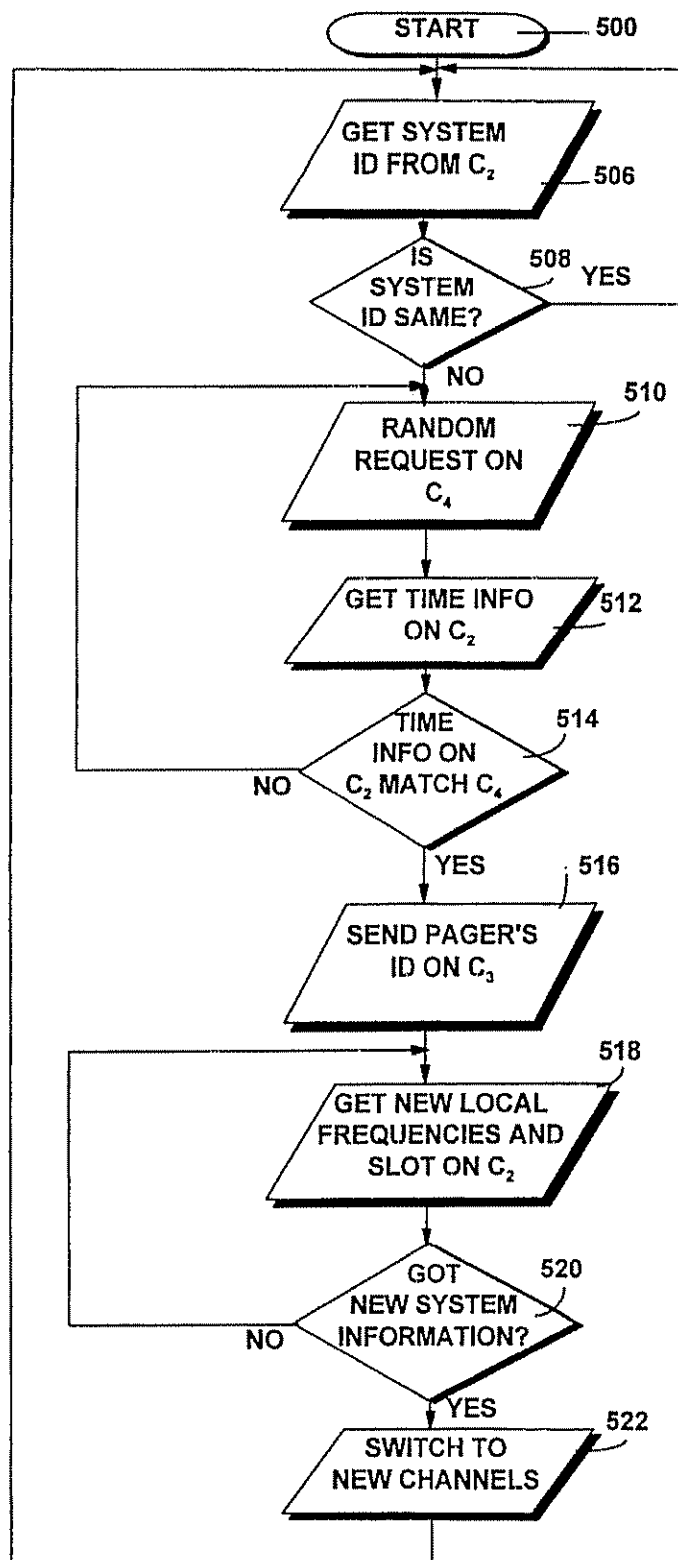 START
500
GET SYSTEM
ID FROM C₂
506
IS
SYSTEM
ID SAME?
508
YES
NO
RANDOM
REQUEST ON
C₄
510
GET TIME INFO
ON C₂
512
TIME
INFO ON
C₂ MATCH C₄
514
NO
YES
516
SEND PAGER'S
ID ON C₃
518
GET NEW LOCAL
FREQUENCIES AND
SLOT ON C₂
GOT
NEW SYSTEM
INFORMATION?
520
NO
YES
SWITCH TO
NEW CHANNELS
522